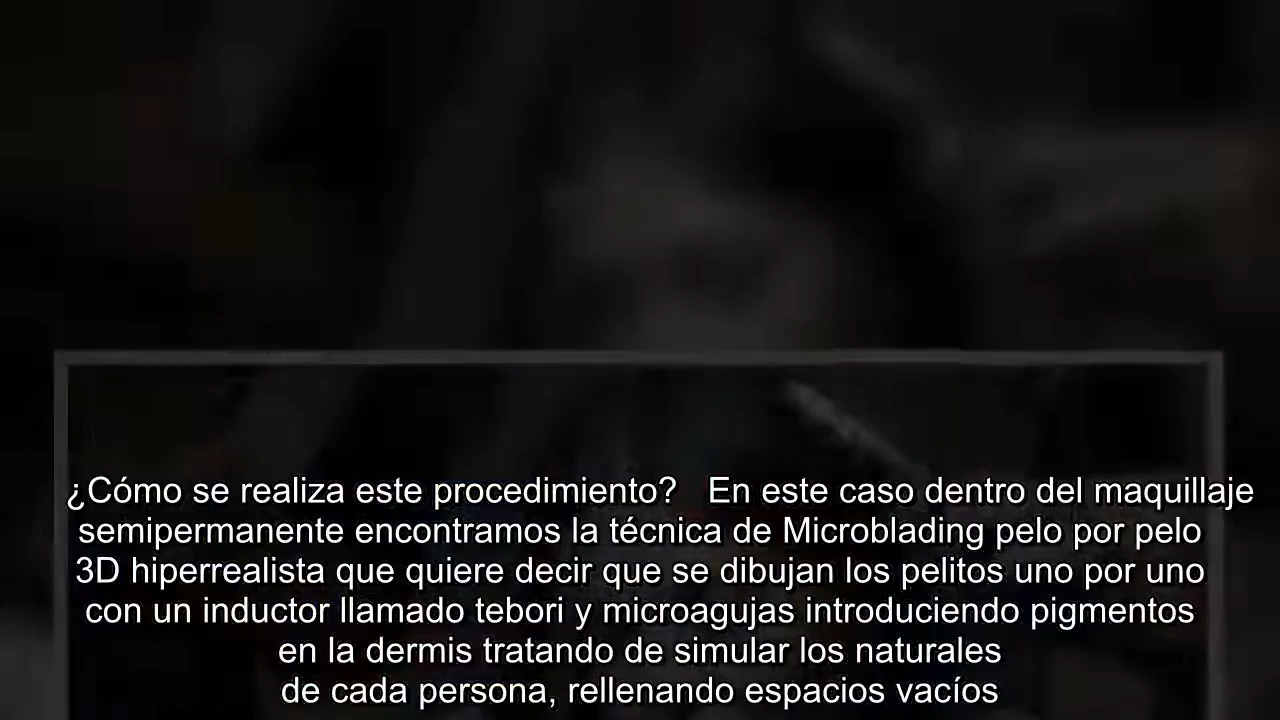 ¿Cómo se realiza este procedimiento?   En este caso dentro del maquillaje
semipermanente encontramos la técnica de Microblading pelo por pelo
3D hiperrealista que quiere decir que se dibujan los pelitos uno por uno
con un inductor llamado tebori y microagujas introduciendo pigmentos
en la dermis tratando de simular los naturales
de cada persona, rellenando espacios vacíos